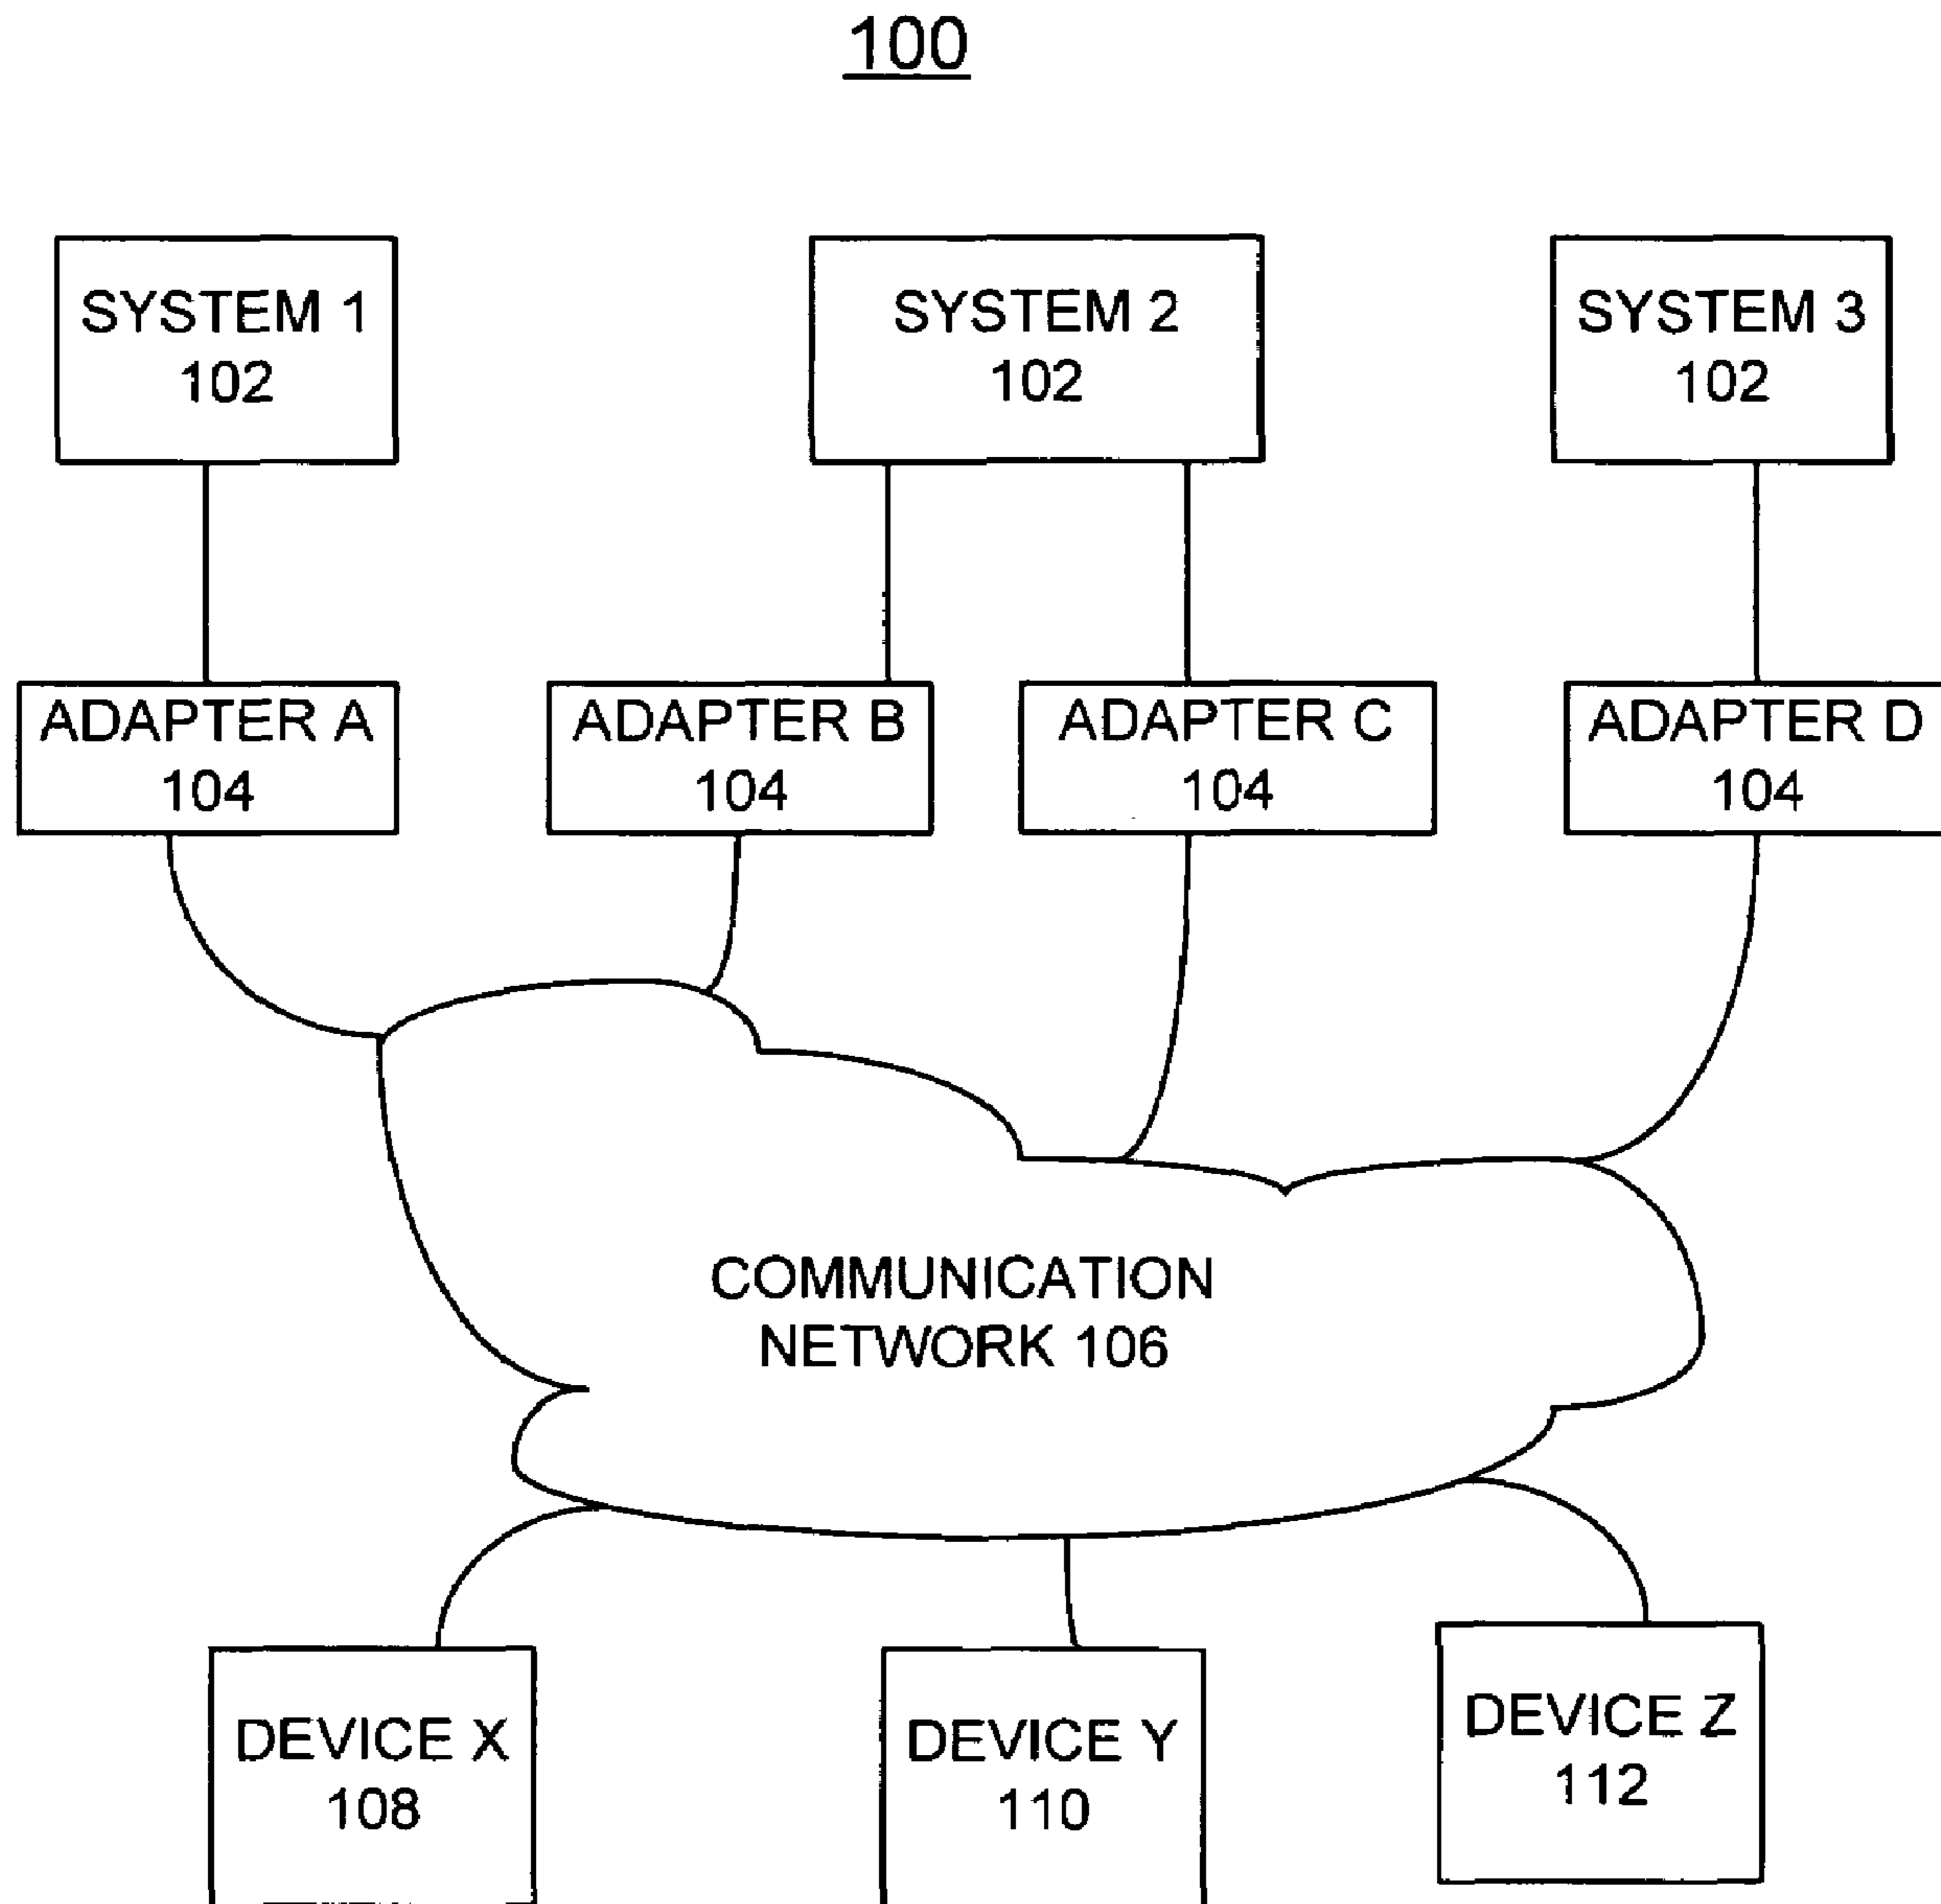 100
SYSTEM 1
102
SYSTEM 2
102
SYSTEM 3
102
ADAPTER A
104
ADAPTER B
104
ADAPTER C
104
ADAPTER D
104
COMMUNICATION
NETWORK 106
DEVICE X
108
DEVICE Y
110
DEVICE Z
112